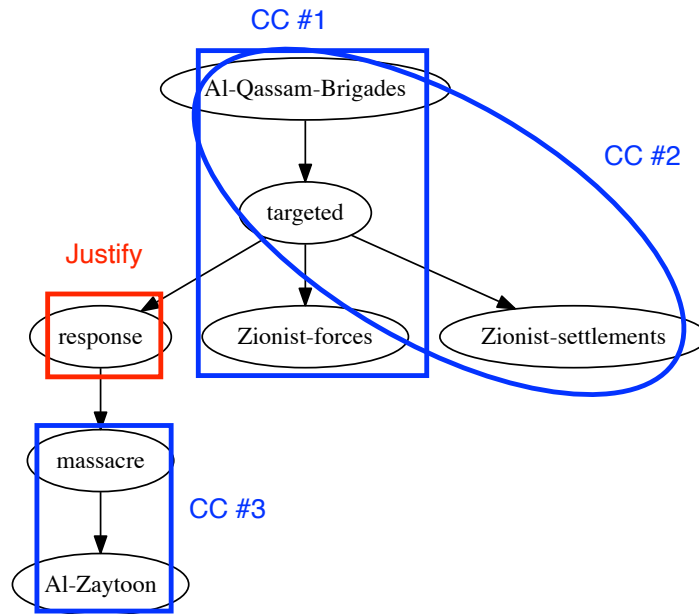 CC #1
Al-Qassam-Brigades
CC #2
targeted
Justify
response
Zionist-forces
Zionist-settlements
massacre
CC #3
Al-Zaytoon